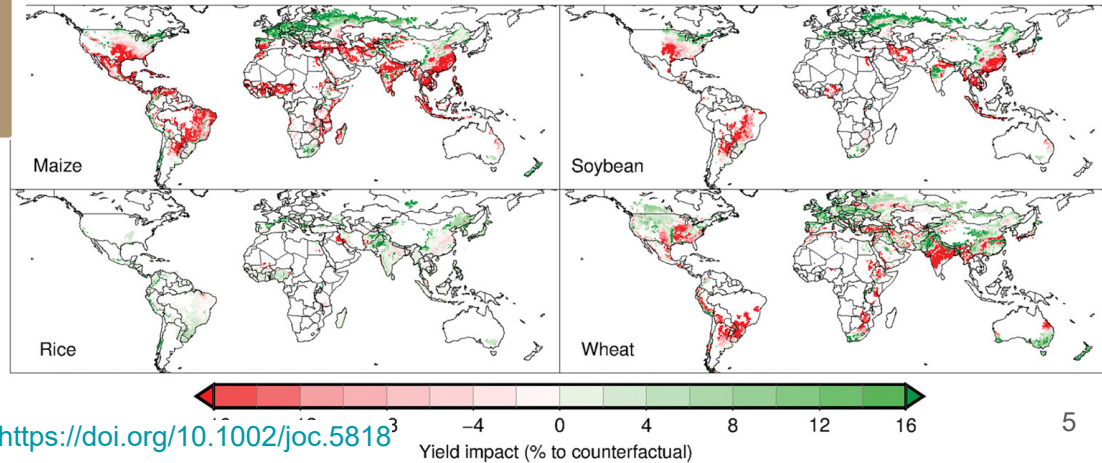 Maize
Soybean
Rice
Wheat
−4 0 4 8 12 16
https://doi.org/10.1002/joc.5818
5
Yield impact (% to counterfactual)